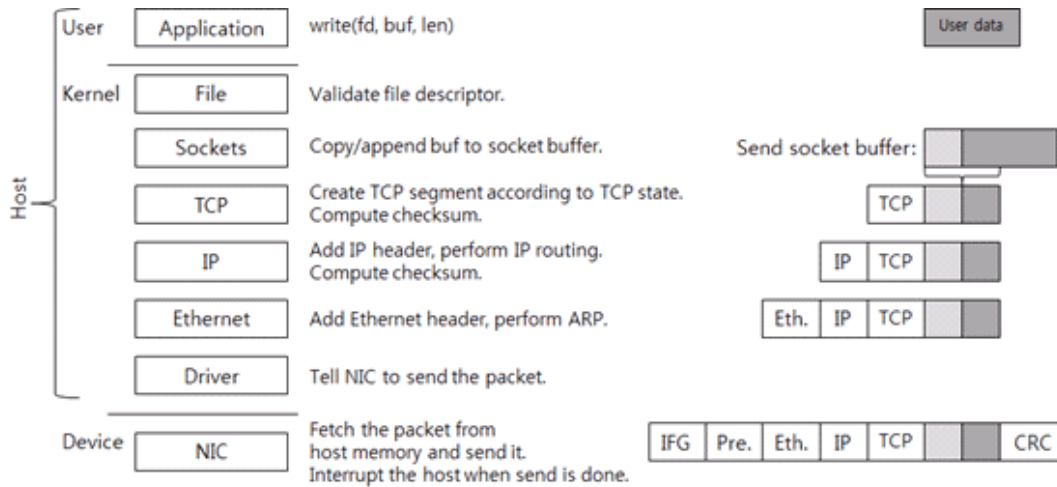 User Application write(fd, buf, len) User data
Kernel File Validate file descriptor.
Sockets Copy/append buf to socket buffer. Send socket buffer:
Host
TCP Create TCP segment according to TCP state.
Compute checksum. TCP
IP Add IP header, perform IP routing.
Compute checksum. IP TCP
Ethernet Add Ethernet header, perform ARP. Eth. IP TCP
Driver Tell NIC to send the packet.
Device NIC Fetch the packet from
host memory and send it. IFG Pre. Eth. IP TCP CRC
Interrupt the host when send is done.